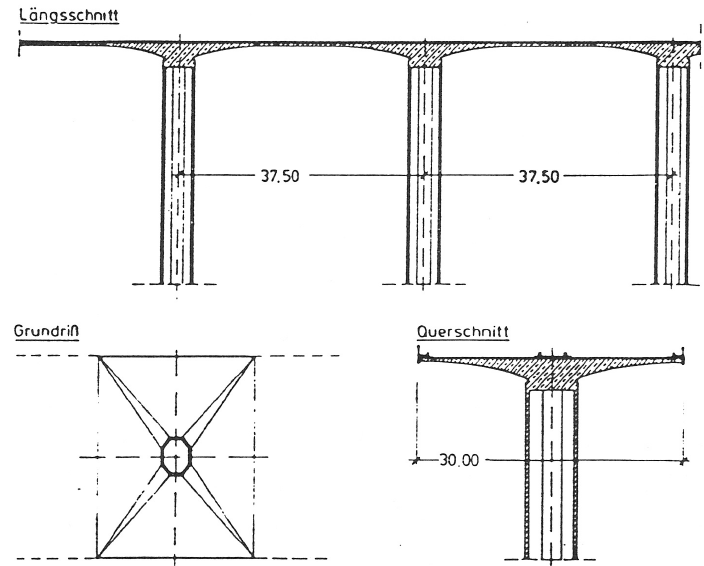 Längsschnitt
37.50
37.50
Grundriß
Querschnitt
30.00